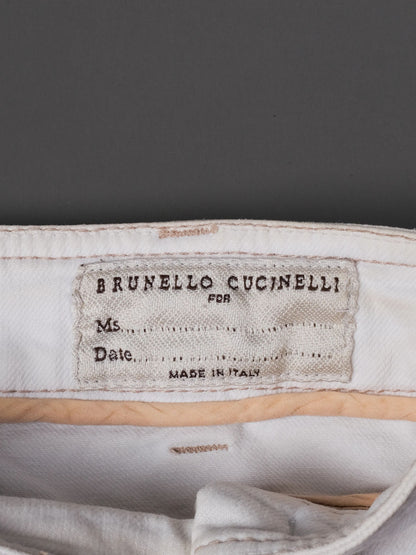 BRUNELLO CUCINELLI
FOR
Ms.
Date
MADE IN ITALY